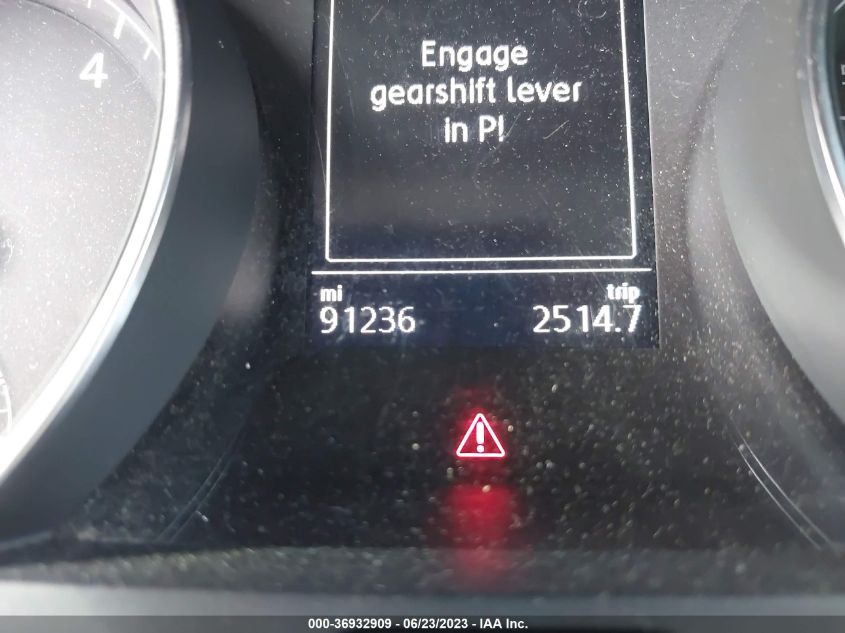 4
Engage
gearshift lever
in P!
mi trip
91236 2514.7
000-36932909 - 06/23/2023 - © IAA Inc.